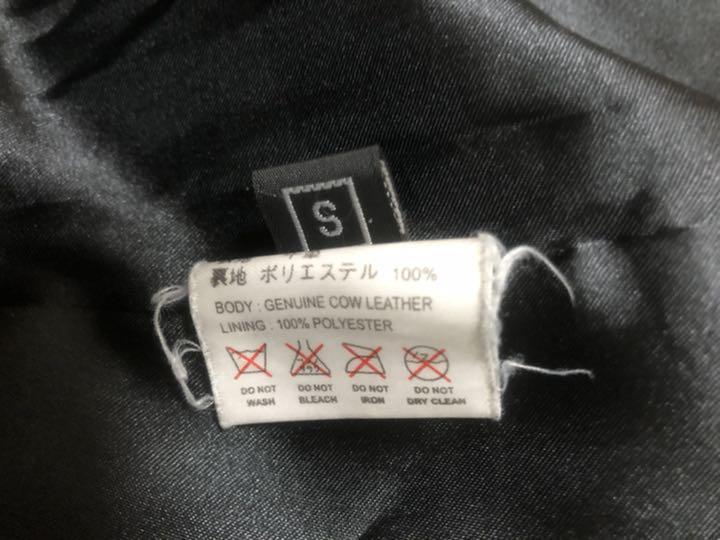 S
裏地 ポリエステル 100%
BODY : GENUINE COW LEATHER
LINING : 100% POLYESTER
DO NOT WASH
DO NOT BLEACH
DO NOT IRON
DO NOT DRY CLEAN